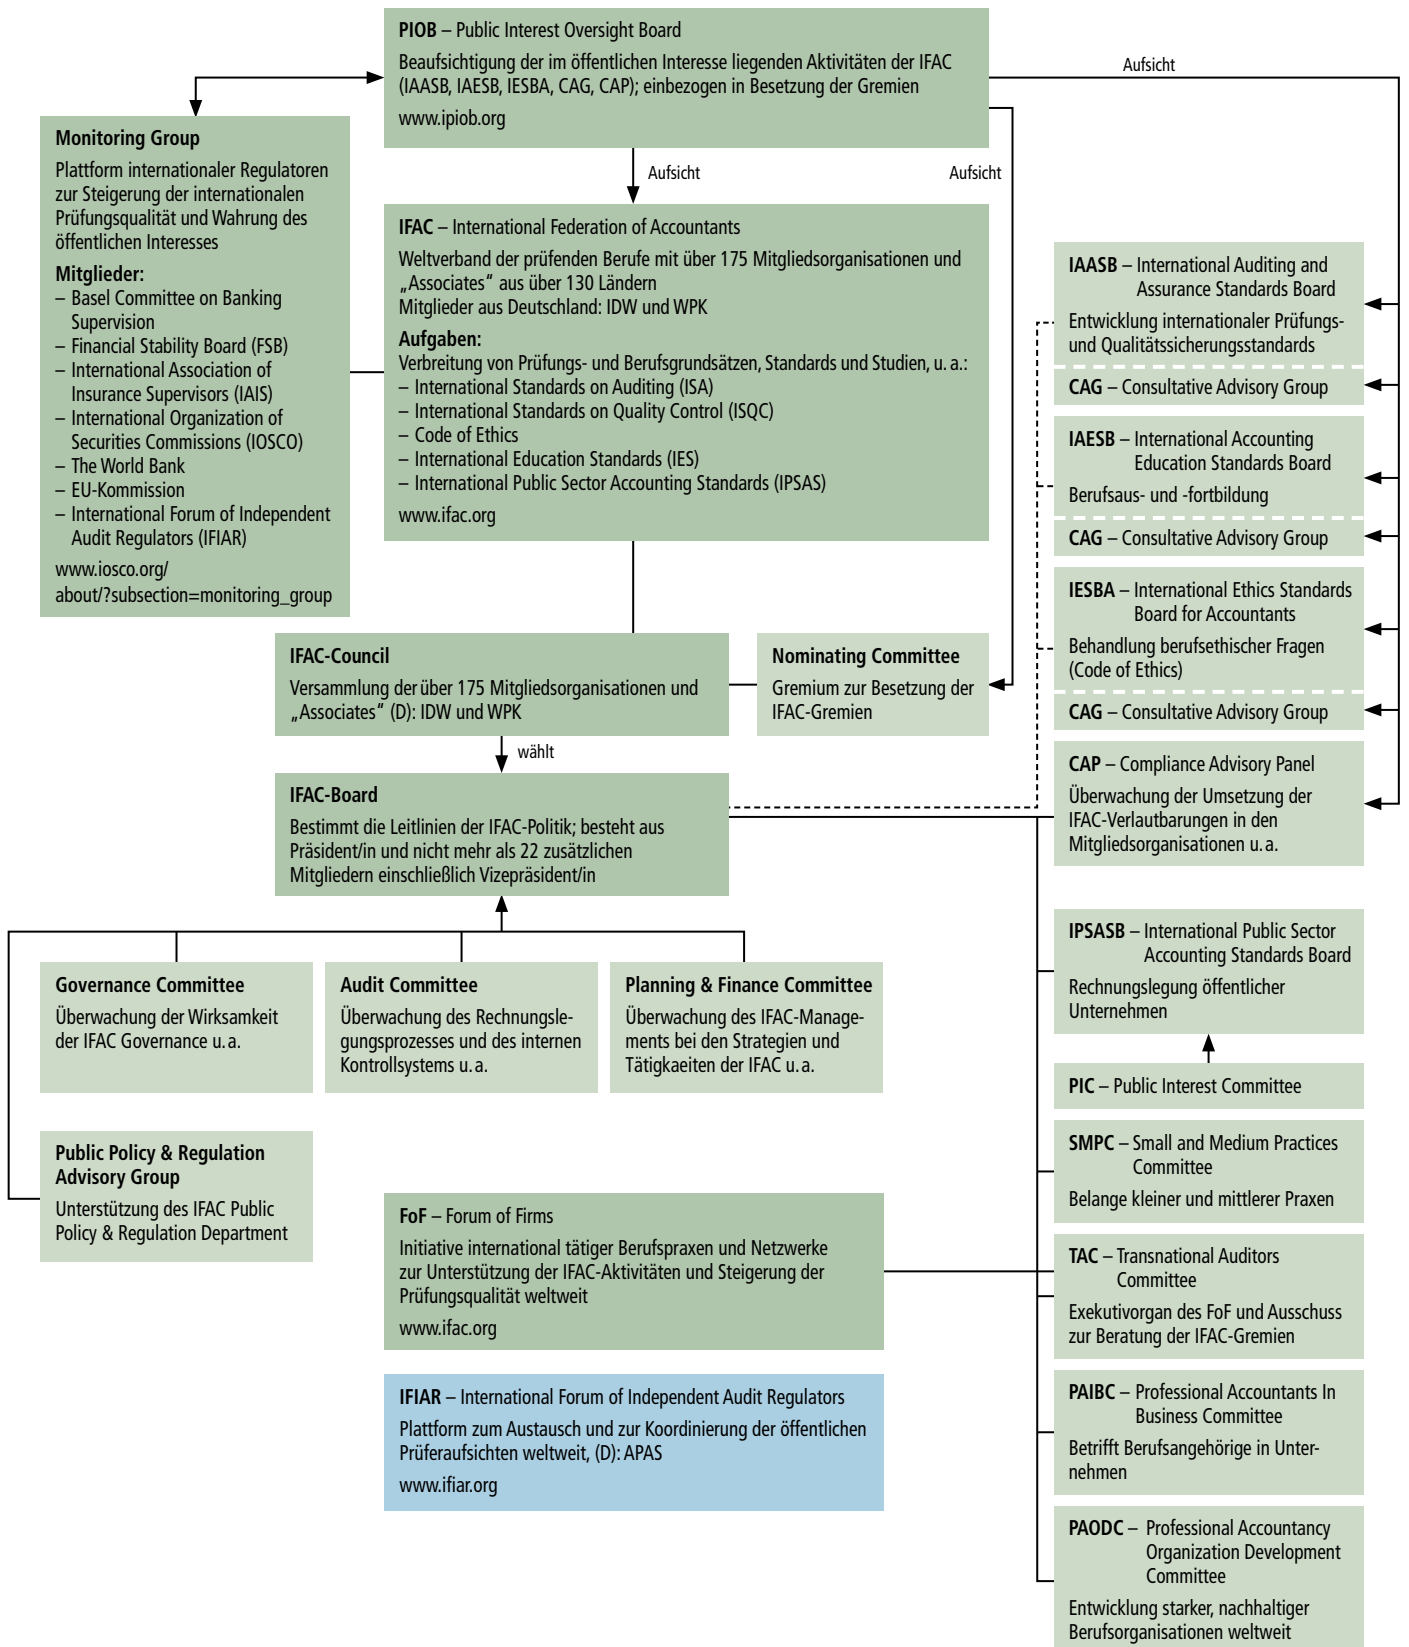 PIOB – Public Interest Oversight Board
Beaufsichtigung der im öffentlichen Interesse liegenden Aktivitäten der IFAC
(IAASB, IAESB, IESBA, CAG, CAP); einbezogen in Besetzung der Gremien
www.ipiob.org
Aufsicht
Aufsicht
Aufsicht
Monitoring Group
Plattform internationaler Regulatoren
zur Steigerung der internationalen
Prüfungsqualität und Wahrung des
öffentlichen Interesses
Mitglieder:
– Basel Committee on Banking
Supervision
– Financial Stability Board (FSB)
– International Association of
Insurance Supervisors (IAIS)
– International Organization of
Securities Commissions (IOSCO)
– The World Bank
– EU-Kommission
– International Forum of Independent
Audit Regulators (IFIAR)
www.iosco.org/
about/?subsection=monitoring_group
IFAC – International Federation of Accountants
Weltverband der prüfenden Berufe mit über 175 Mitgliedsorganisationen und
„Associates“ aus über 130 Ländern
Mitglieder aus Deutschland: IDW und WPK
Aufgaben:
Verbreitung von Prüfungs- und Berufsgrundsätzen, Standards und Studien, u. a.:
– International Standards on Auditing (ISA)
– International Standards on Quality Control (ISQC)
– Code of Ethics
– International Education Standards (IES)
– International Public Sector Accounting Standards (IPSAS)
www.ifac.org
IFAC-Council
Versammlung der über 175 Mitgliedsorganisationen und
„Associates“ (D): IDW und WPK
Nominating Committee
Gremium zur Besetzung der
IFAC-Gremien
wählt
IFAC-Board
Bestimmt die Leitlinien der IFAC-Politik; besteht aus
Präsident/in und nicht mehr als 22 zusätzlichen
Mitgliedern einschließlich Vizepräsident/in
Governance Committee
Überwachung der Wirksamkeit
der IFAC Governance u. a.
Audit Committee
Überwachung des Rechnungsle-
gungsprozesses und des internen
Kontrollsystems u. a.
Planning & Finance Committee
Überwachung des IFAC-Manage-
ments bei den Strategien und
Tätigkaeiten der IFAC u. a.
Public Policy & Regulation
Advisory Group
Unterstützung des IFAC Public
Policy & Regulation Department
FoF – Forum of Firms
Initiative international tätiger Berufspraxen und Netzwerke
zur Unterstützung der IFAC-Aktivitäten und Steigerung der
Prüfungsqualität weltweit
www.ifac.org
IFIAR – International Forum of Independent Audit Regulators
Plattform zum Austausch und zur Koordinierung der öffentlichen
Prüferaufsichten weltweit, (D): APAS
www.ifiar.org
IAASB – International Auditing and
Assurance Standards Board
Entwicklung internationaler Prüfungs-
und Qualitätssicherungsstandards
CAG – Consultative Advisory Group
IAESB – International Accounting
Education Standards Board
Berufsaus- und -fortbildung
CAG – Consultative Advisory Group
IESBA – International Ethics Standards
Board for Accountants
Behandlung berufsethischer Fragen
(Code of Ethics)
CAG – Consultative Advisory Group
CAP – Compliance Advisory Panel
Überwachung der Umsetzung der
IFAC-Verlautbarungen in den
Mitgliedsorganisationen u. a.
IPSASB – International Public Sector
Accounting Standards Board
Rechnungslegung öffentlicher
Unternehmen
PIC – Public Interest Committee
SMPC – Small and Medium Practices
Committee
Belange kleiner und mittlerer Praxen
TAC – Transnational Auditors
Committee
Exekutivorgan des FoF und Ausschuss
zur Beratung der IFAC-Gremien
PAIBC – Professional Accountants In
Business Committee
Betrifft Berufsangehörige in Unter-
nehmen
PAODC – Professional Accountancy
Organization Development
Committee
Entwicklung starker, nachhaltiger
Berufsorganisationen weltweit